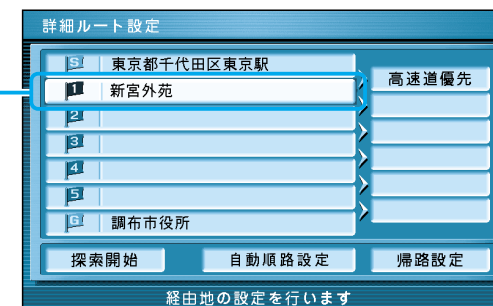 詳細ルート設定
S 東京都千代田区東京駅
高速道優先
1 新宮外苑
2
3
4
5
G 調布市役所
探索開始 自動順路設定 帰路設定
経由地の設定を行います